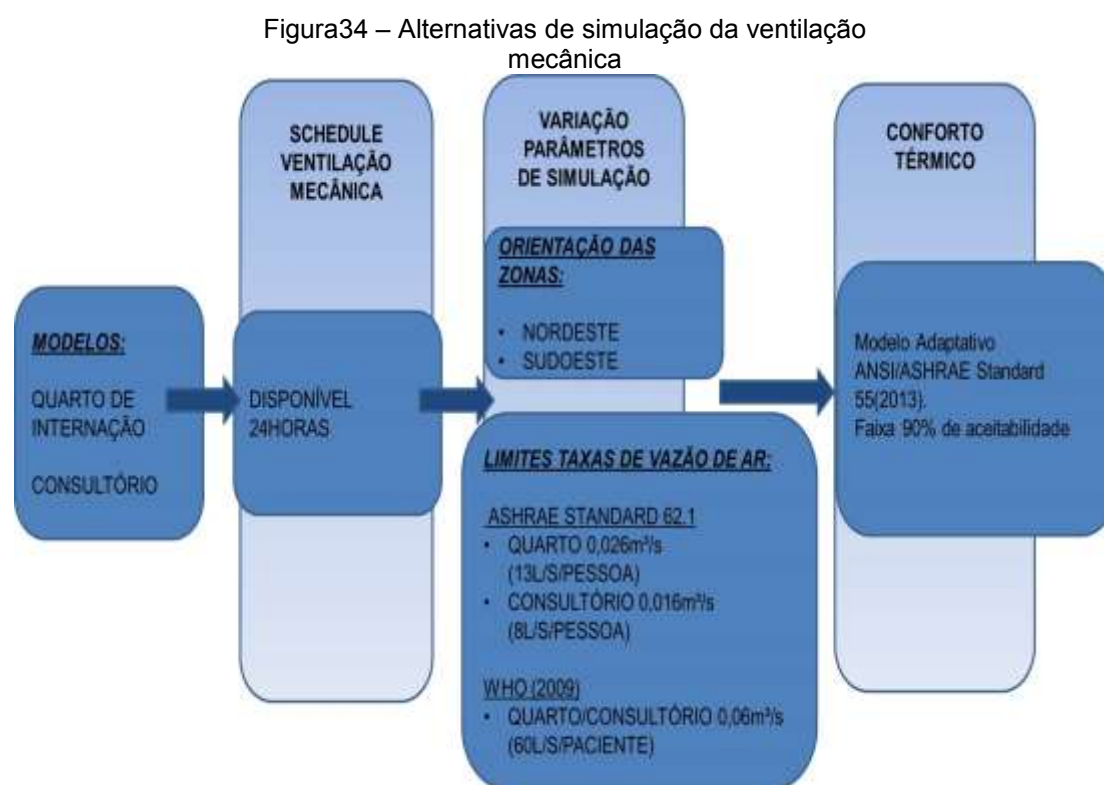 Figura34 – Alternativas de simulação da ventilação
mecânica
SCHEDULE
VENTILAÇÃO
MECÂNICA
VARIAÇÃO
PARÂMETROS
DE SIMULAÇÃO
CONFORTO
TÉRMICO
MODELOS:
QUARTO DE
INTERNAÇÃO
CONSULTÓRIO
DISPONÍVEL
24HORAS
ORIENTAÇÃO DAS
ZONAS:
• NORDESTE
• SUDOESTE
LIMITES TAXAS DE VAZÃO DE AR:
ASHRAE STANDARD 62.1
• QUARTO 0,026m³/s
(13L/S/PESSOA)
• CONSULTÓRIO 0,016m³/s
(8L/S/PESSOA)
WHO (2009)
• QUARTO/CONSULTÓRIO 0,06m³/s
(60L/S/PACIENTE)
Modelo Adaptativo
ANSI/ASHRAE Standard
55(2013).
Faixa 90% de aceitabilidade